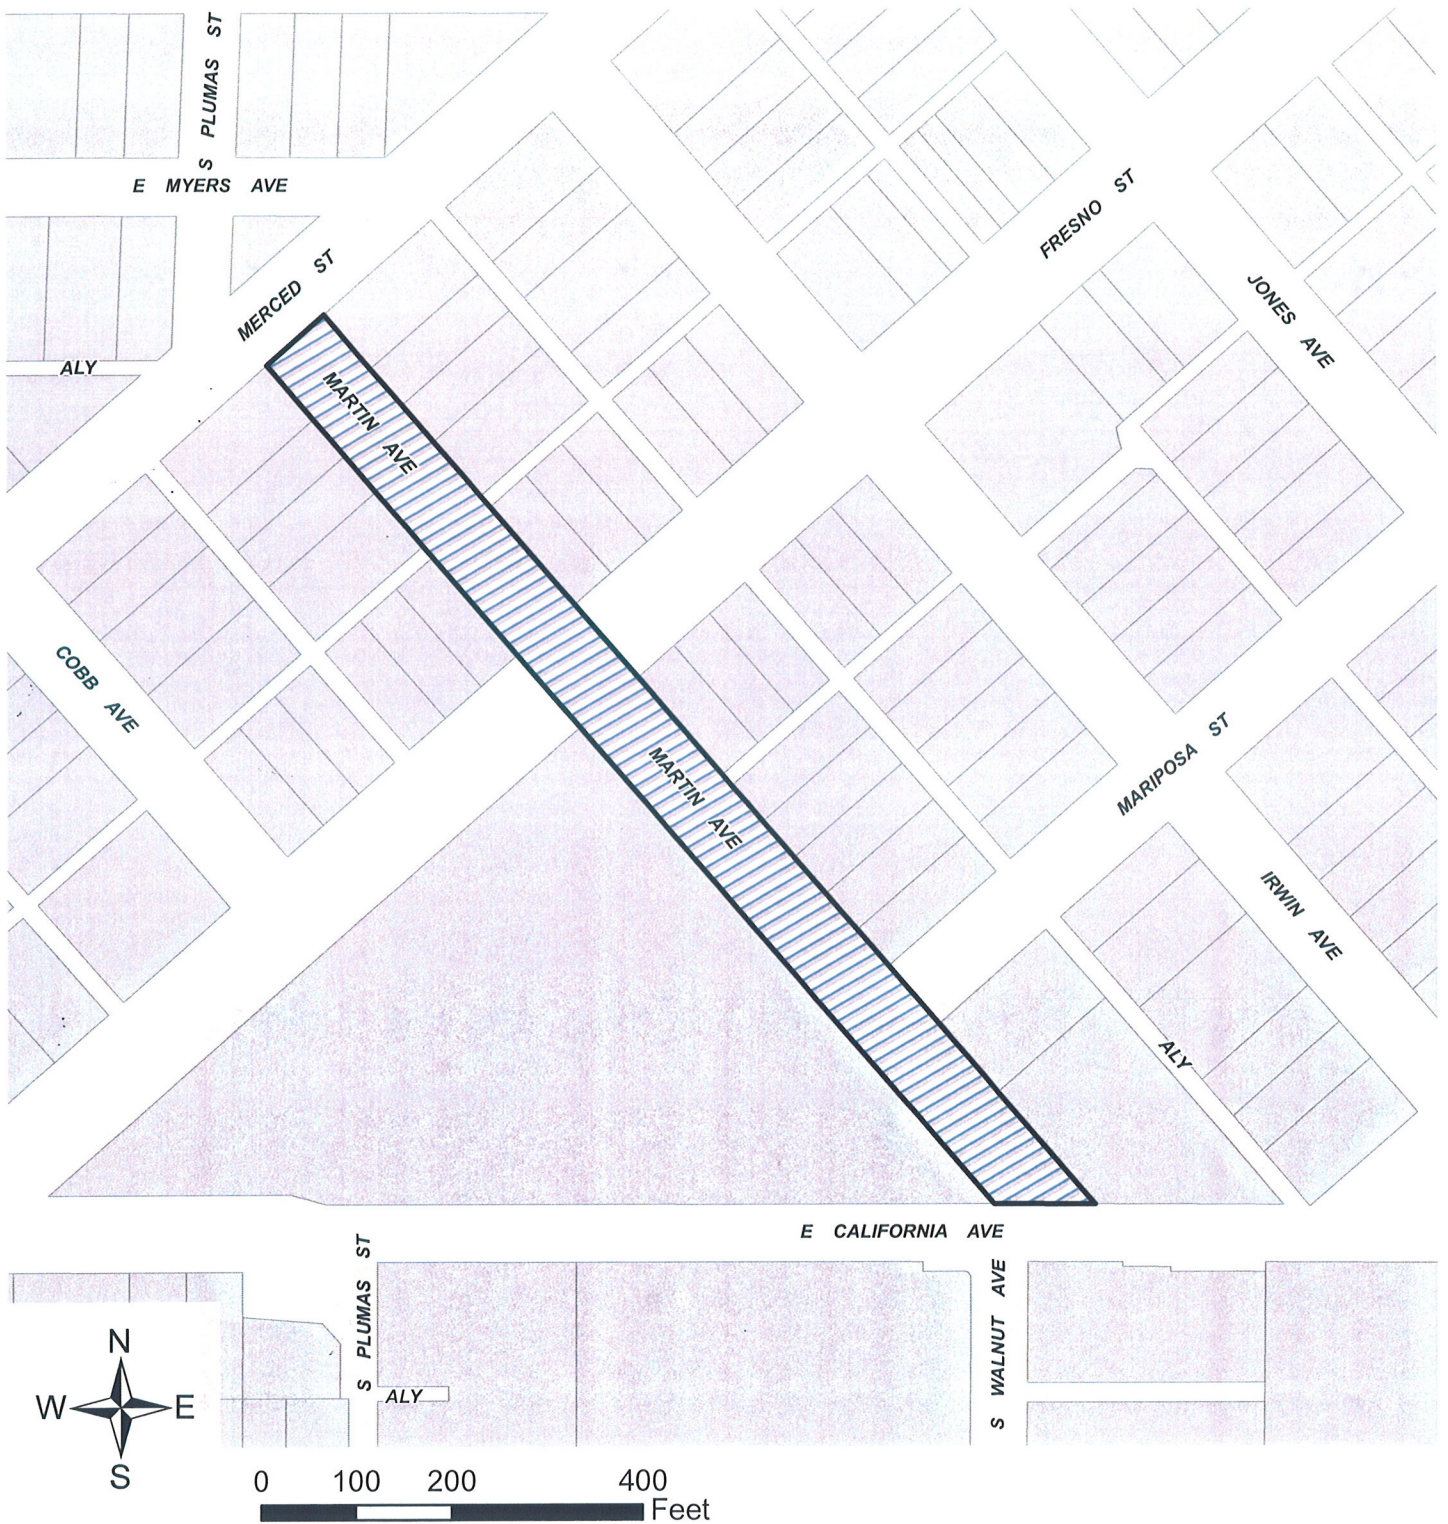 S PLUMAS ST
E MYERS AVE
MERCED ST
FRESNO ST
JONES AVE
ALY
MARTIN AVE
COBB AVE
MARTIN AVE
MARIPOSA ST
IRWIN AVE
ALY
E CALIFORNIA AVE
S PLUMAS ST
S WALNUT AVE
ALY
N
W E
S
0 100 200 400
Feet